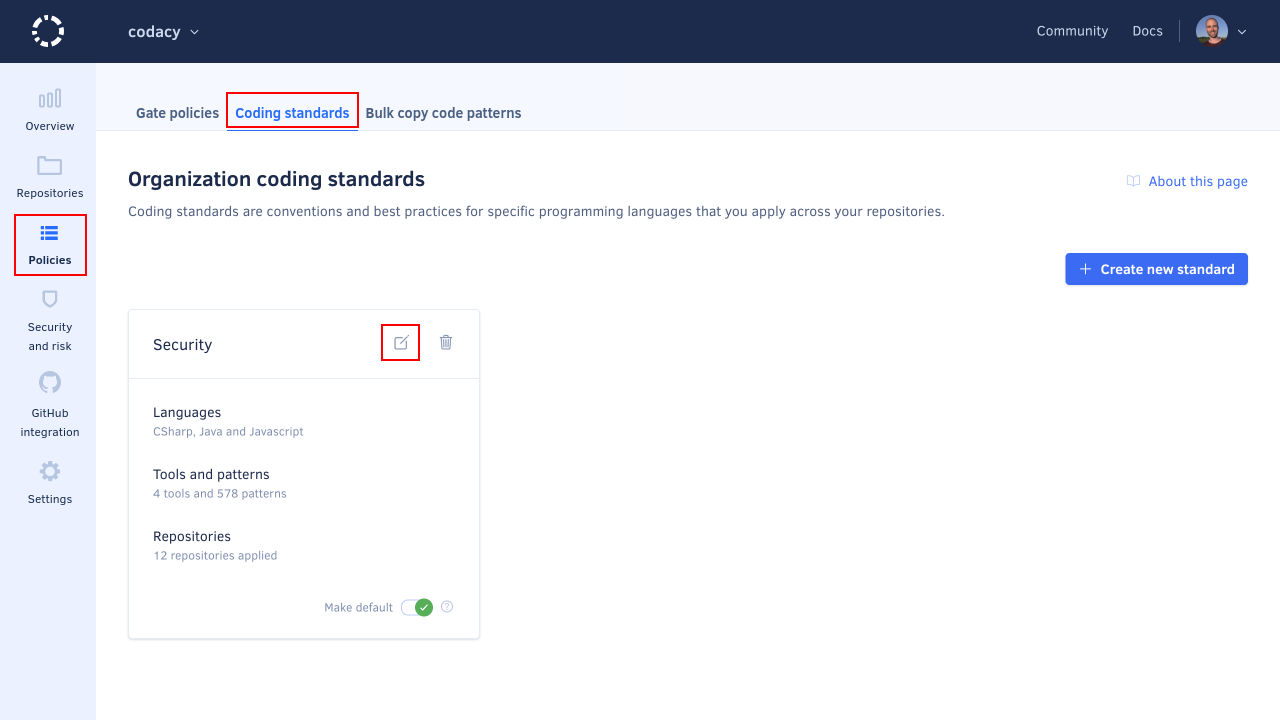 codacy
Community Docs
Overview
Repositories
Policies
Security
and risk
GitHub
integration
Settings
Gate policies Coding standards Bulk copy code patterns
Organization coding standards
About this page
Coding standards are conventions and best practices for specific programming languages that you apply across your repositories.
Create new standard
Security
Languages
CSharp, Java and Javascript
Tools and patterns
4 tools and 578 patterns
Repositories
12 repositories applied
Make default
?